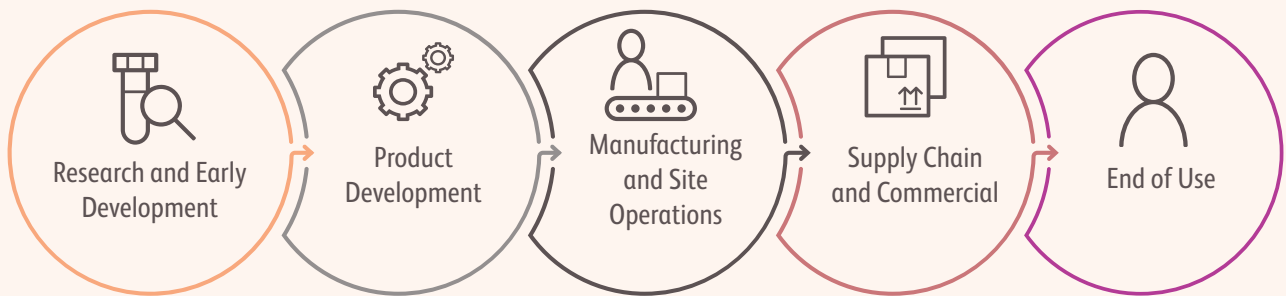 Research and Early
Development
Product
Development
Manufacturing
and Site
Operations
Supply Chain
and Commercial
End of Use